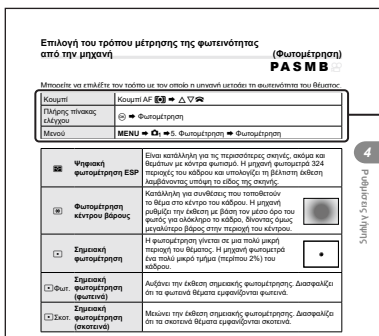 Επιλογή του τρόπου μέτρησης της φωτεινότητας
από την μηχανή (Φωτομέτρηση)
PASMB
Μπορείτε να επιλέξετε τον τρόπο με τον οποίο η μηχανή μετράει τη φωτεινότητα του θέματος.
Κουμπί Κουμπί AF
Πλήρης πίνακας
ελέγχου Φωτομέτρηση
Μενού MENU ➡ 1 ➡ 5. Φωτομέτρηση ➡ Φωτομέτρηση
Ψηφιακή
φωτομέτρηση ESP
Είναι κατάλληλη για τις περισσότερες σκηνές, ακόμα και
θεμάτων με κόντρα φωτισμό. Η μηχανή φωτομετρά 324
περιοχές του κάδρου και υπολογίζει τη βέλτιστη έκθεση
λαμβάνοντας υπόψη το είδος της σκηνής.
Φωτομέτρηση
κέντρου βάρους
Κατάλληλη για συνθέσεις που τοποθετούν
το θέμα στο κέντρο του κάδρου. Η μηχανή
ρυθμίζει την έκθεση με βάση τον μέσο όρο του
φωτός για ολόκληρο το κάδρο, δίνοντας όμως
μεγαλύτερο βάρος στην περιοχή του κέντρου.
Σημειακή
φωτομέτρηση
Η φωτομέτρηση γίνεται σε μια πολύ μικρή
περιοχή του θέματος. Η μηχανή φωτομετρά
ένα πολύ μικρό τμήμα (περίπου 2%) του
κάδρου.
Φωτ.
Σημειακή
φωτομέτρηση
(φωτεινά)
Αυξάνει την έκθεση σημειακής φωτομέτρησης. Διασφαλίζει
ότι τα φωτεινά θέματα εμφανίζονται φωτεινά.
Σκοτ.
Σημειακή
φωτομέτρηση
(σκοτεινά)
Μειώνει την έκθεση σημειακής φωτομέτρησης. Διασφαλίζει
ότι τα σκοτεινά θέματα εμφανίζονται σκοτεινά.
4
Ρυθμίσεις λήψης